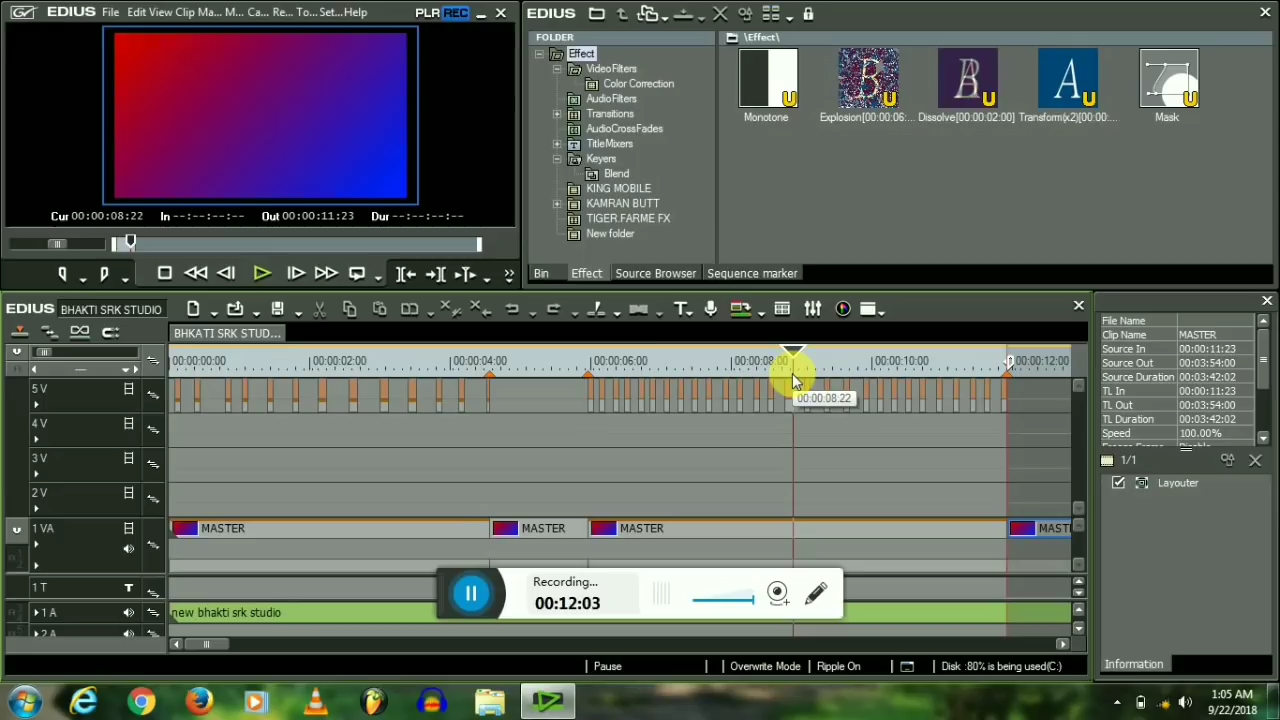 EDIUS File Edit View Clip Ma... M... Ca... Re... To... Set... Help PLR REC
Cur 00:00:08:22 In --:--:--:-- Out 00:00:11:23 Dur --:--:--:--
EDIUS
FOLDER
\Effect\
Effect
VideoFilters
Color Correction
AudioFilters
Transitions
AudioCrossFades
TitleMixers
Keyers
Blend
KING MOBILE
KAMRAN BUTT
TIGER.FARME FX
New folder
Monotone
Explosion[00:00:06:...
Dissolve[00:00:02:00]
Transform(x2)[00:00:...
Mask
Bin Effect Source Browser Sequence marker
EDIUS BHAKTI SRK STUDIO
BHKATI SRK STUD...
00:00:00:00 00:00:02:00 00:00:04:00 00:00:06:00 00:00:08:00 00:00:10:00 00:00:12:00
00:00:08:22
5 V
4 V
3 V
2 V
1 VA
MASTER MASTER MASTER
1 T
1 A
new bhakti srk studio
2 A
Recording...
00:12:03
File Name
Clip Name MASTER
Source In 00:00:11:23
Source Out 00:03:54:00
Source Duration 00:03:42:02
TL In 00:00:11:23
TL Out 00:03:54:00
TL Duration 00:03:42:02
Speed 100.00%
1/1
Layouter
Information
Pause Overwrite Mode Ripple On Disk :80% is being used(C:)
1:05 AM
9/22/2018